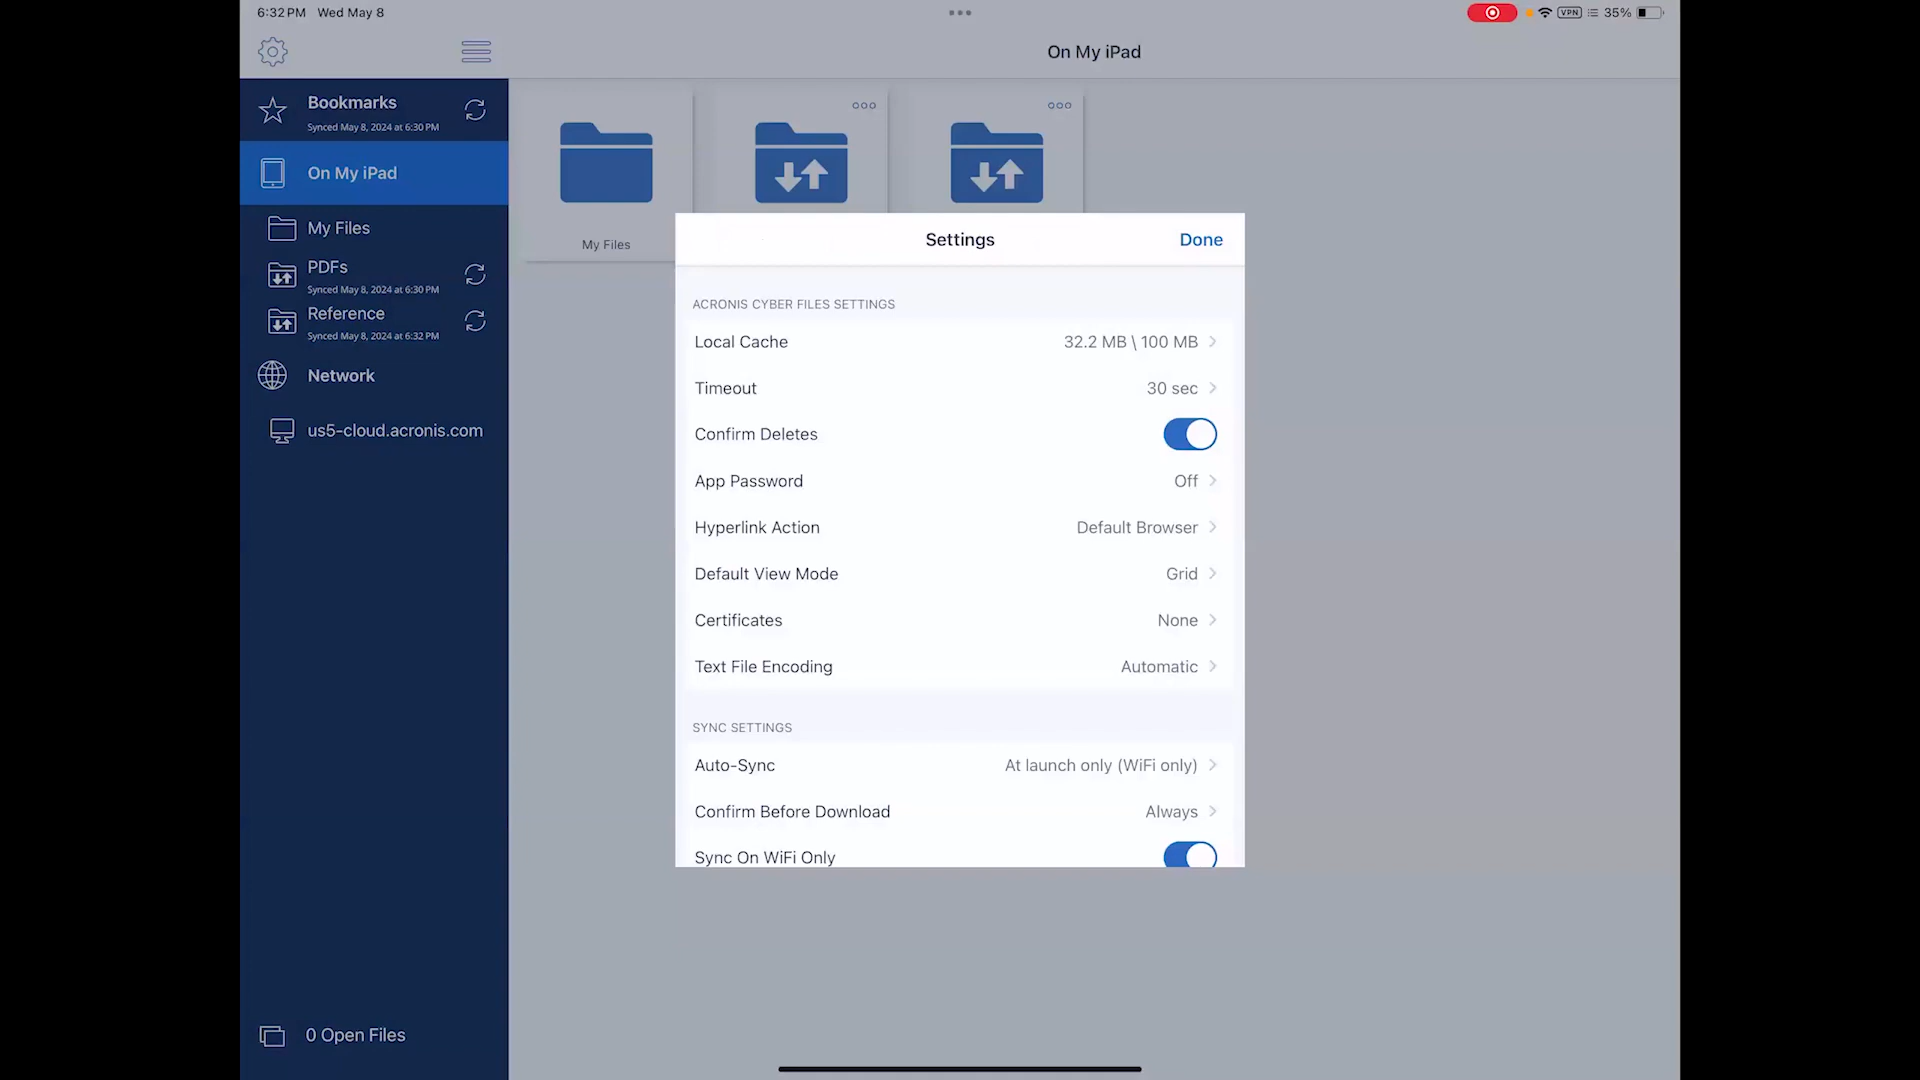 6:32 PM Wed May 8
VPN 35%
On My iPad
Bookmarks
Synced May 8, 2024 at 6:30 PM
On My iPad
My Files
PDFs
Synced May 8, 2024 at 6:30 PM
Reference
Synced May 8, 2024 at 6:32 PM
Network
us5-cloud.acronis.com
0 Open Files
My Files
Settings Done
ACRONIS CYBER FILES SETTINGS
Local Cache 32.2 MB \ 100 MB
Timeout 30 sec
Confirm Deletes
App Password Off
Hyperlink Action Default Browser
Default View Mode Grid
Certificates None
Text File Encoding Automatic
SYNC SETTINGS
Auto-Sync At launch only (WiFi only)
Confirm Before Download Always
Sync On WiFi Only